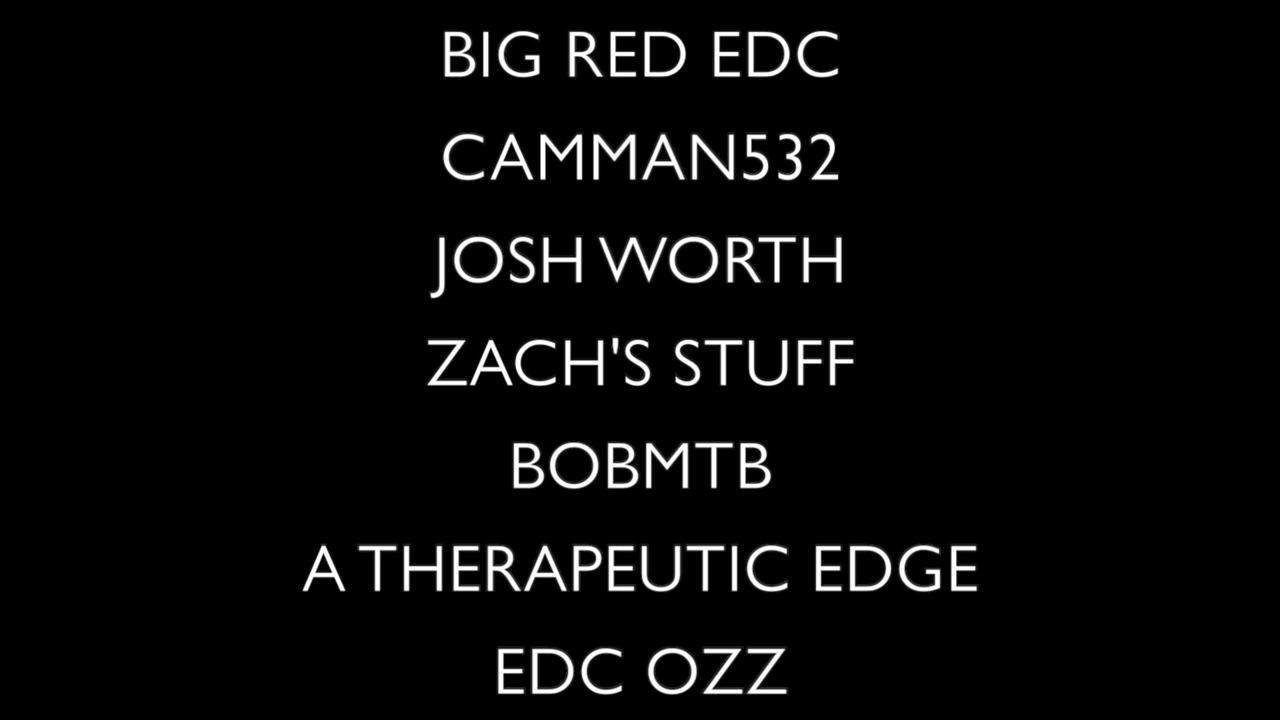 BIG RED EDC
CAMMAN532
JOSH WORTH
ZACH'S STUFF
BOBMTB
A THERAPEUTIC EDGE
EDC OZZ